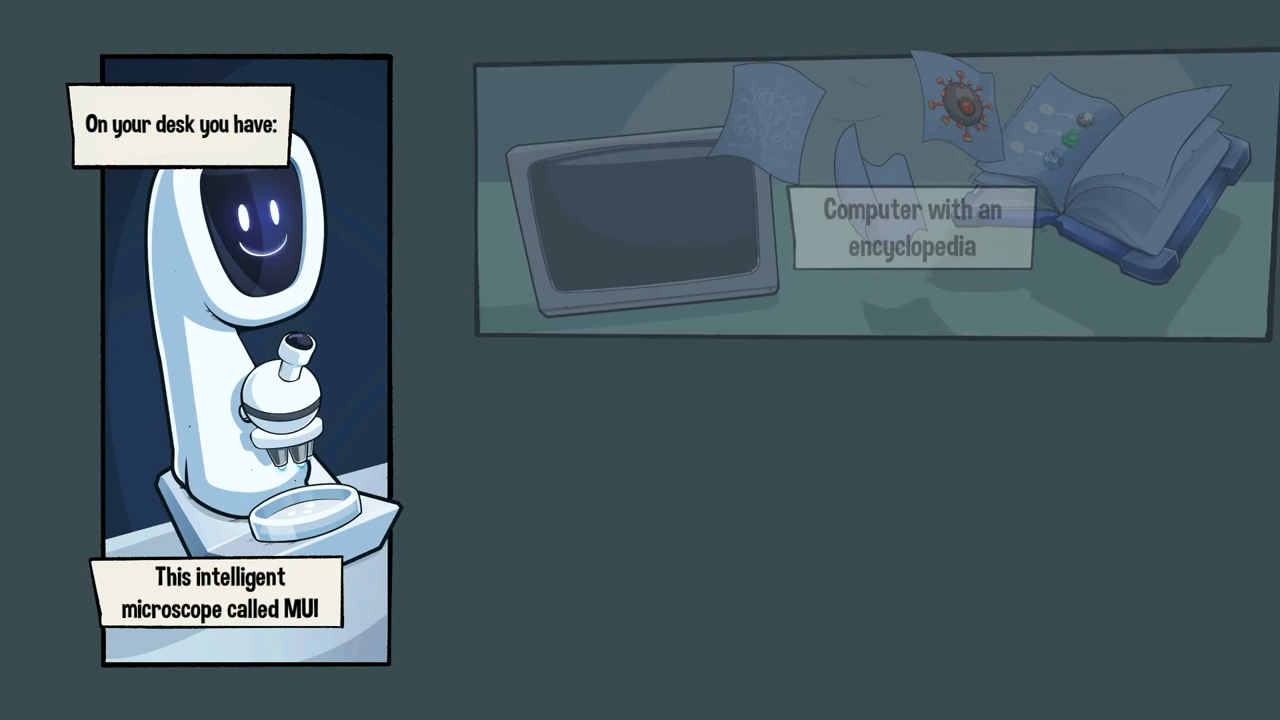 On your desk you have:
This intelligent
microscope called MUI
Computer with an
encyclopedia